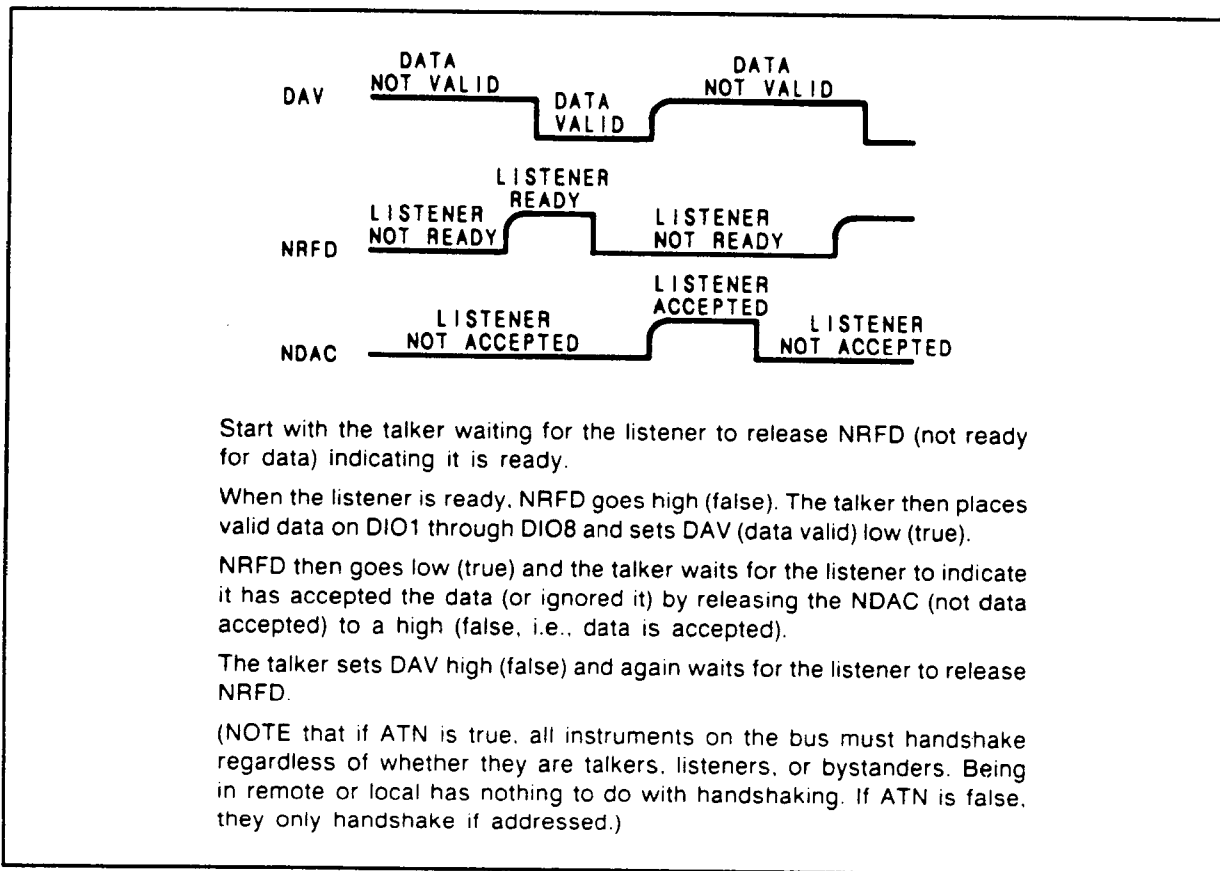 DATA
NOT VALID
DATA
VALID
DATA
NOT VALID
DAV
LISTENER
READY
LISTENER
NOT READY
LISTENER
NOT READY
NRFD
LISTENER
ACCEPTED
LISTENER
NOT ACCEPTED
LISTENER
NOT ACCEPTED
NDAC
Start with the talker waiting for the listener to release NRFD (not ready
for data) indicating it is ready.
When the listener is ready, NRFD goes high (false). The talker then places
valid data on DIO1 through DIO8 and sets DAV (data valid) low (true).
NRFD then goes low (true) and the talker waits for the listener to indicate
it has accepted the data (or ignored it) by releasing the NDAC (not data
accepted) to a high (false, i.e., data is accepted).
The talker sets DAV high (false) and again waits for the listener to release
NRFD.
(NOTE that if ATN is true, all instruments on the bus must handshake
regardless of whether they are talkers, listeners, or bystanders. Being
in remote or local has nothing to do with handshaking. If ATN is false,
they only handshake if addressed.)